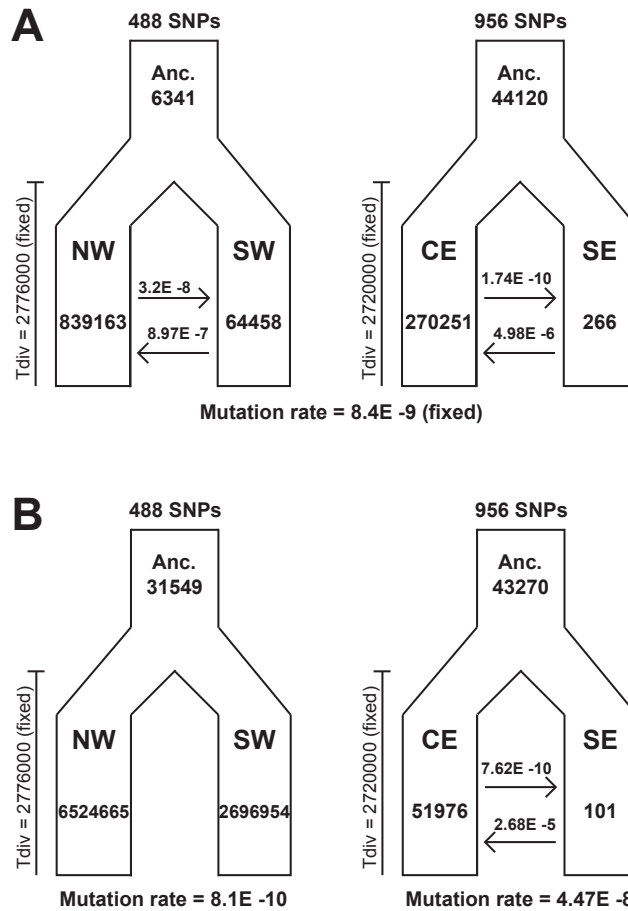 A
488 SNPs
956 SNPs
Anc.
6341
Anc.
44120
Tdiv = 2776000 (fixed)
NW
SW
3.2E -8
839163
64458
8.97E -7
Tdiv = 2720000 (fixed)
CE
SE
1.74E -10
270251
266
4.98E -6
Mutation rate = 8.4E -9 (fixed)
B
488 SNPs
956 SNPs
Anc.
31549
Anc.
43270
Tdiv = 2776000 (fixed)
NW
SW
6524665
2696954
Tdiv = 2720000 (fixed)
CE
SE
7.62E -10
51976
101
2.68E -5
Mutation rate = 8.1E -10
Mutation rate = 4.47E -8